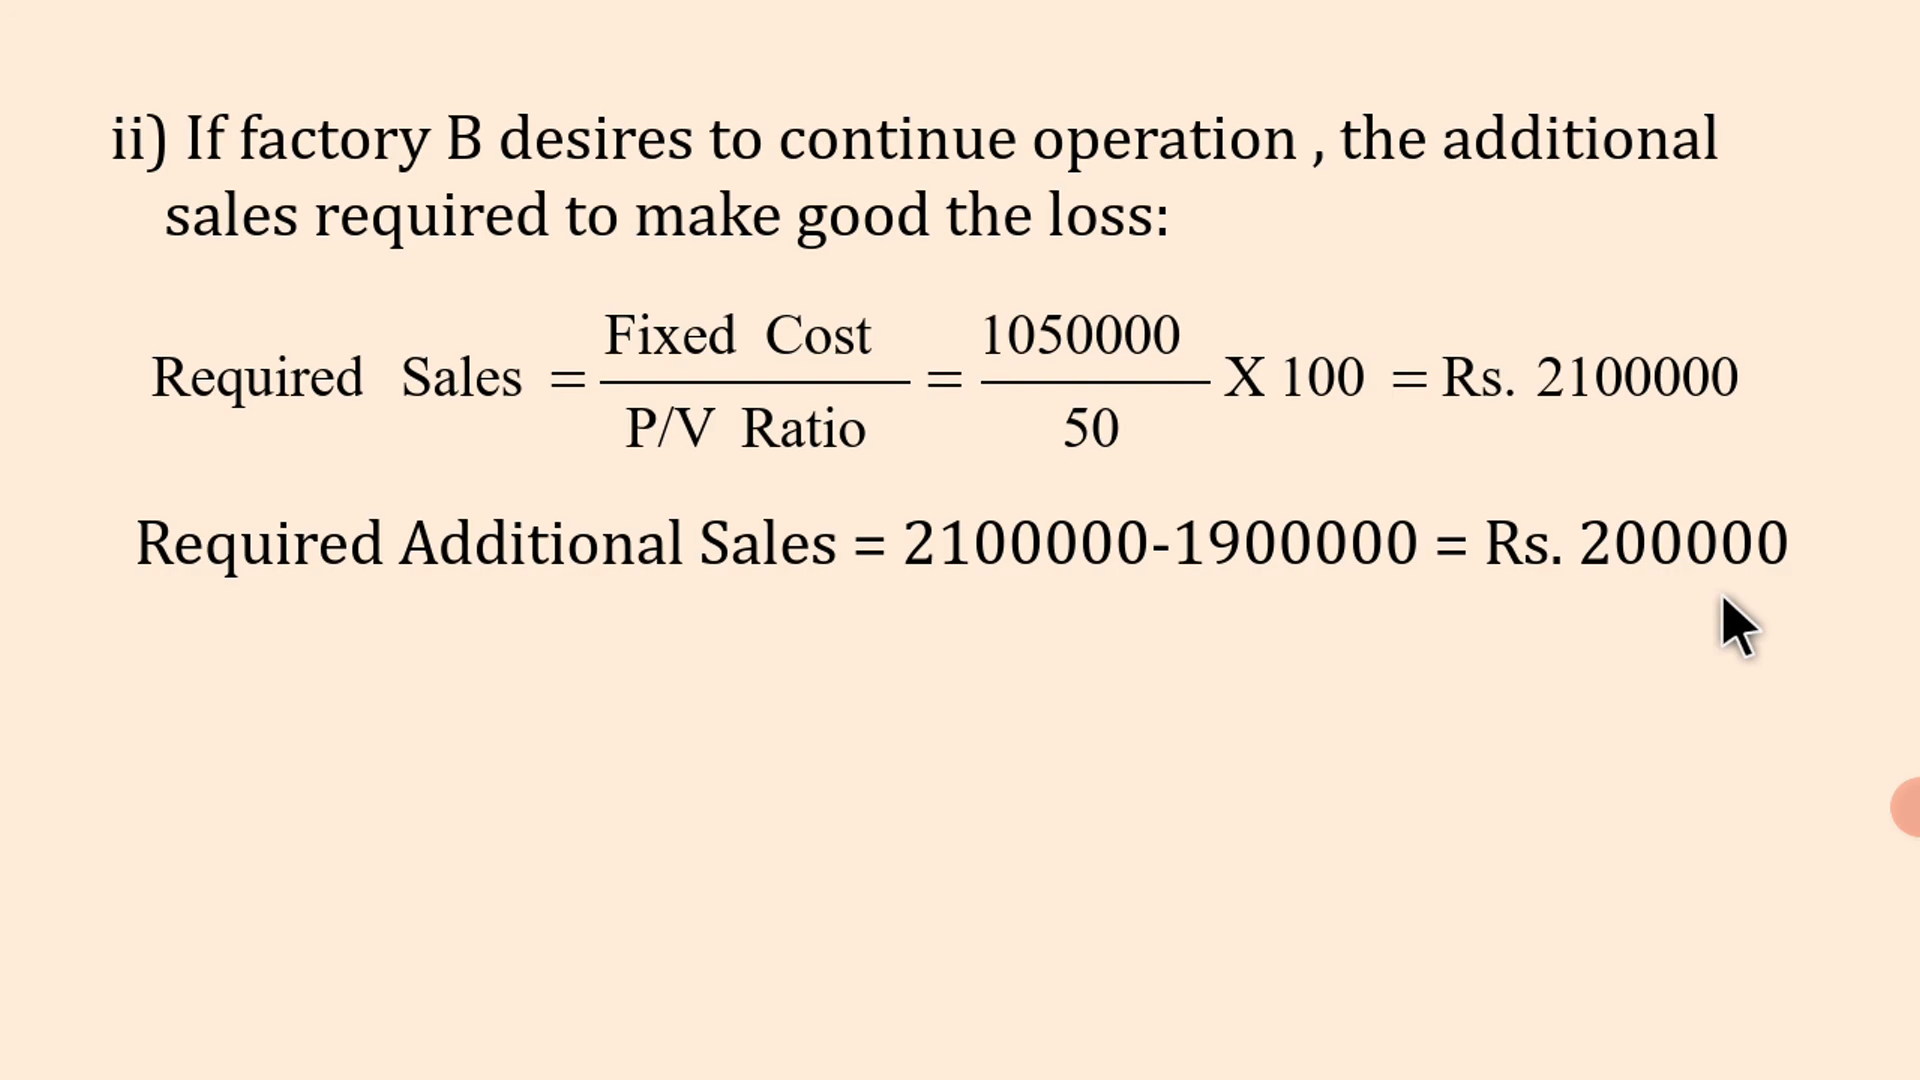 ii) If factory B desires to continue operation , the additional
sales required to make good the loss:
Required Sales = Fixed Cost / P/V Ratio = 1050000 / 50 X 100 = Rs. 2100000
Required Additional Sales = 2100000-1900000 = Rs. 200000